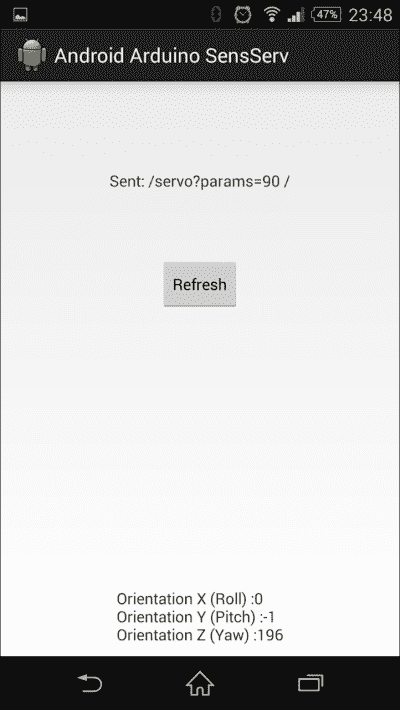 47% 23:48
Android Arduino SensServ
Sent: /servo?params=90 /
Refresh
Orientation X (Roll) :0
Orientation Y (Pitch) :-1
Orientation Z (Yaw) :196